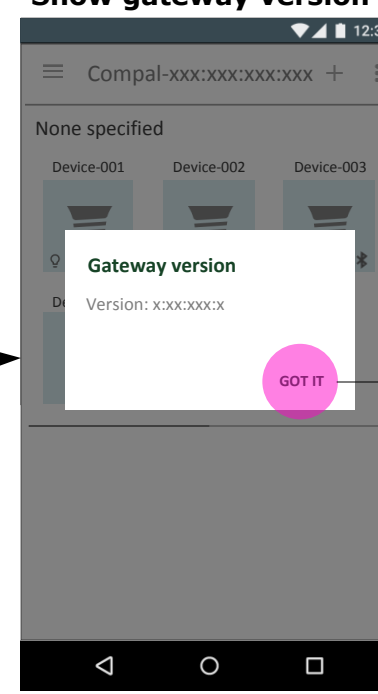 Show gateway version
12:3
Compal-xxx:xxx:xxx:xxx +
None specified
Device-001 Device-002 Device-003
Gateway version
De
Version: x:xx:xxx:x
GOT IT